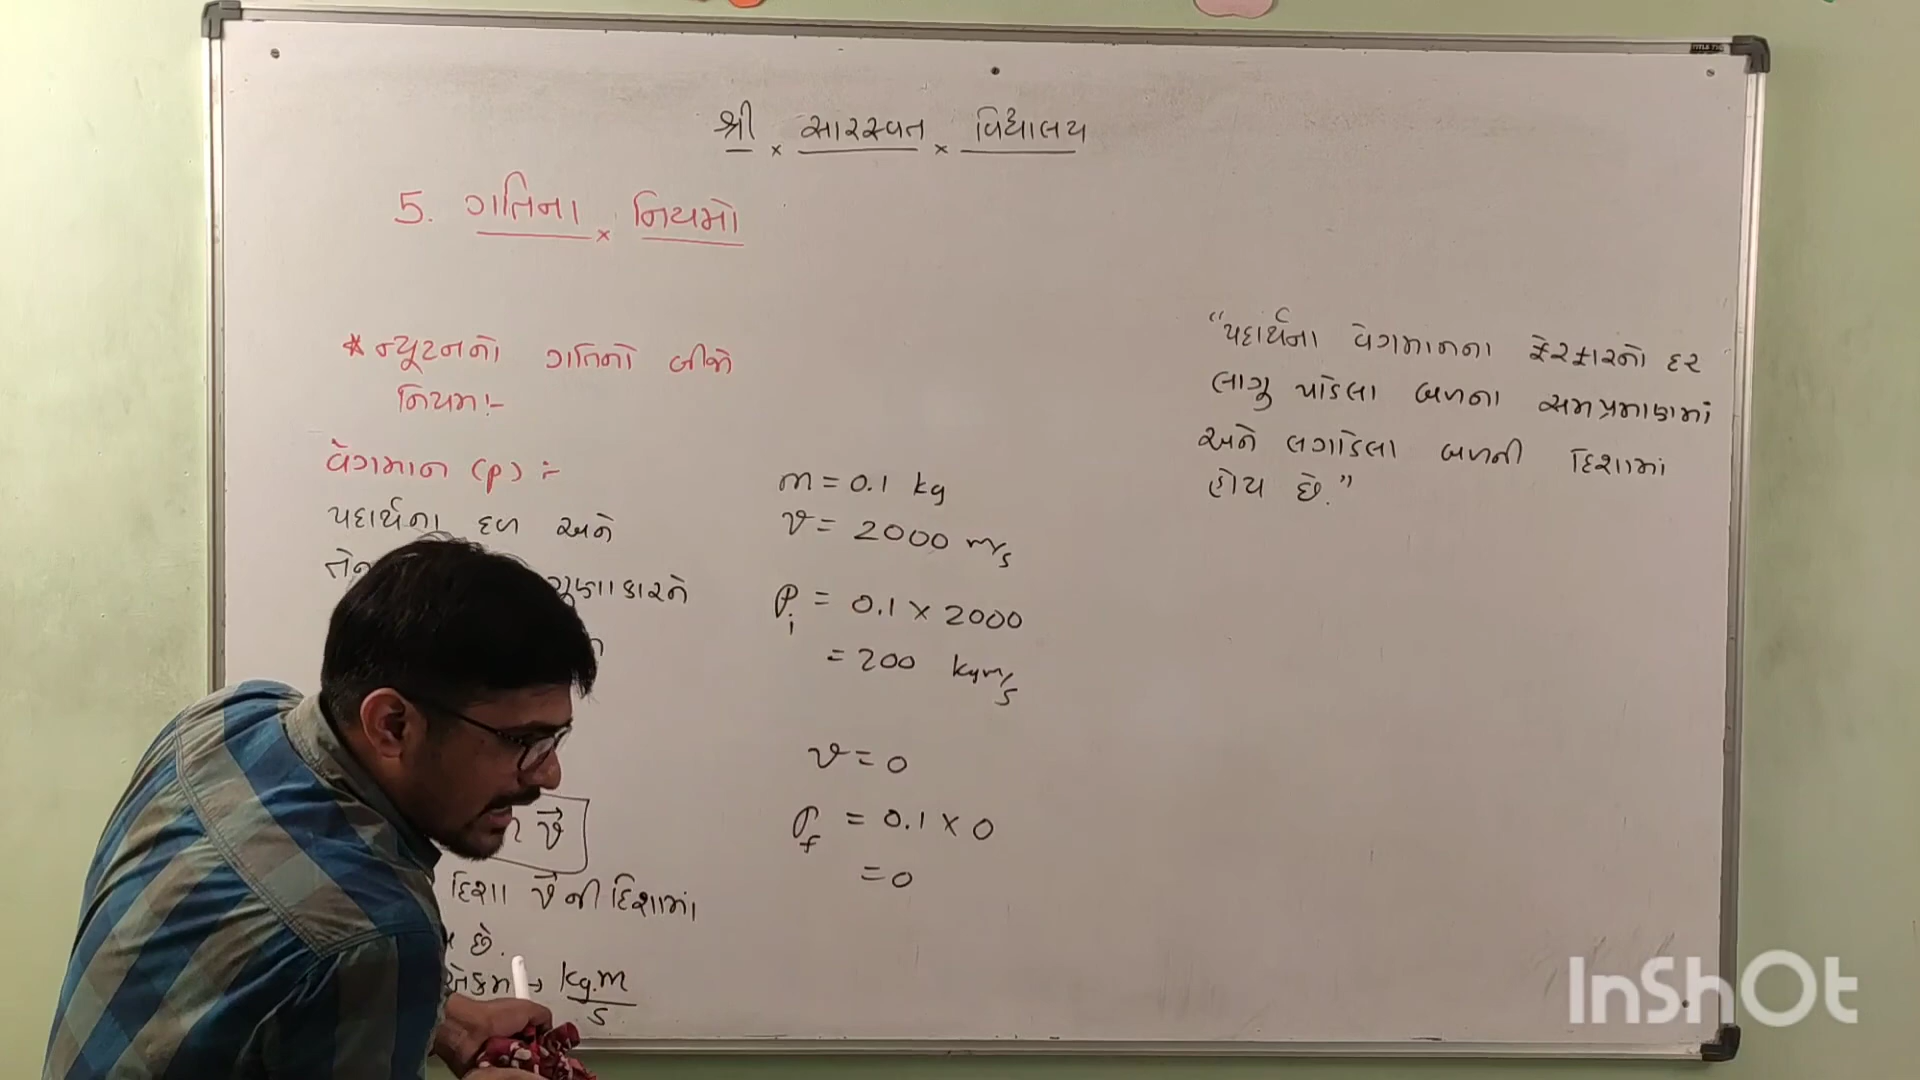 શ્રી × સારસ્વત × વિદ્યાલય
5. ગતિના × નિયમો
* ન્યૂટનનો ગતિનો બીજો
નિયમ:-
વેગમાન (p) :-
પદાર્થના દળ અને
ગુણાકારને
v⃗
દિશા v⃗ ની દિશામાં
છે.
એકમ → kg.m
s
m = 0.1 kg
v = 2000 m/s
Pi = 0.1 × 2000
= 200 kgm/s
v = 0
Pf = 0.1 × 0
= 0
“પદાર્થના વેગમાનના ફેરફારનો દર
લાગુ પાડેલા બળના સમપ્રમાણમાં
અને લગાડેલા બળની દિશામાં
હોય છે.”
InShOt